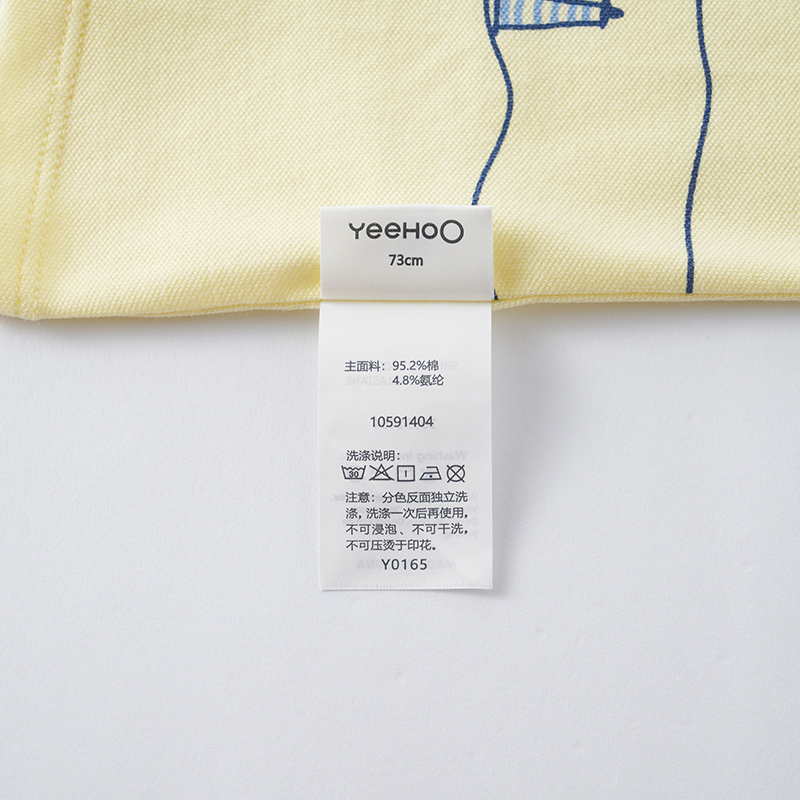 YeeHoO
73cm
主面料：95.2%棉
4.8%氨纶
10591404
洗涤说明：
30
注意：分色反面独立洗
涤，洗涤一次后再使用，
不可浸泡、不可干洗，
不可压烫于印花。
Y0165